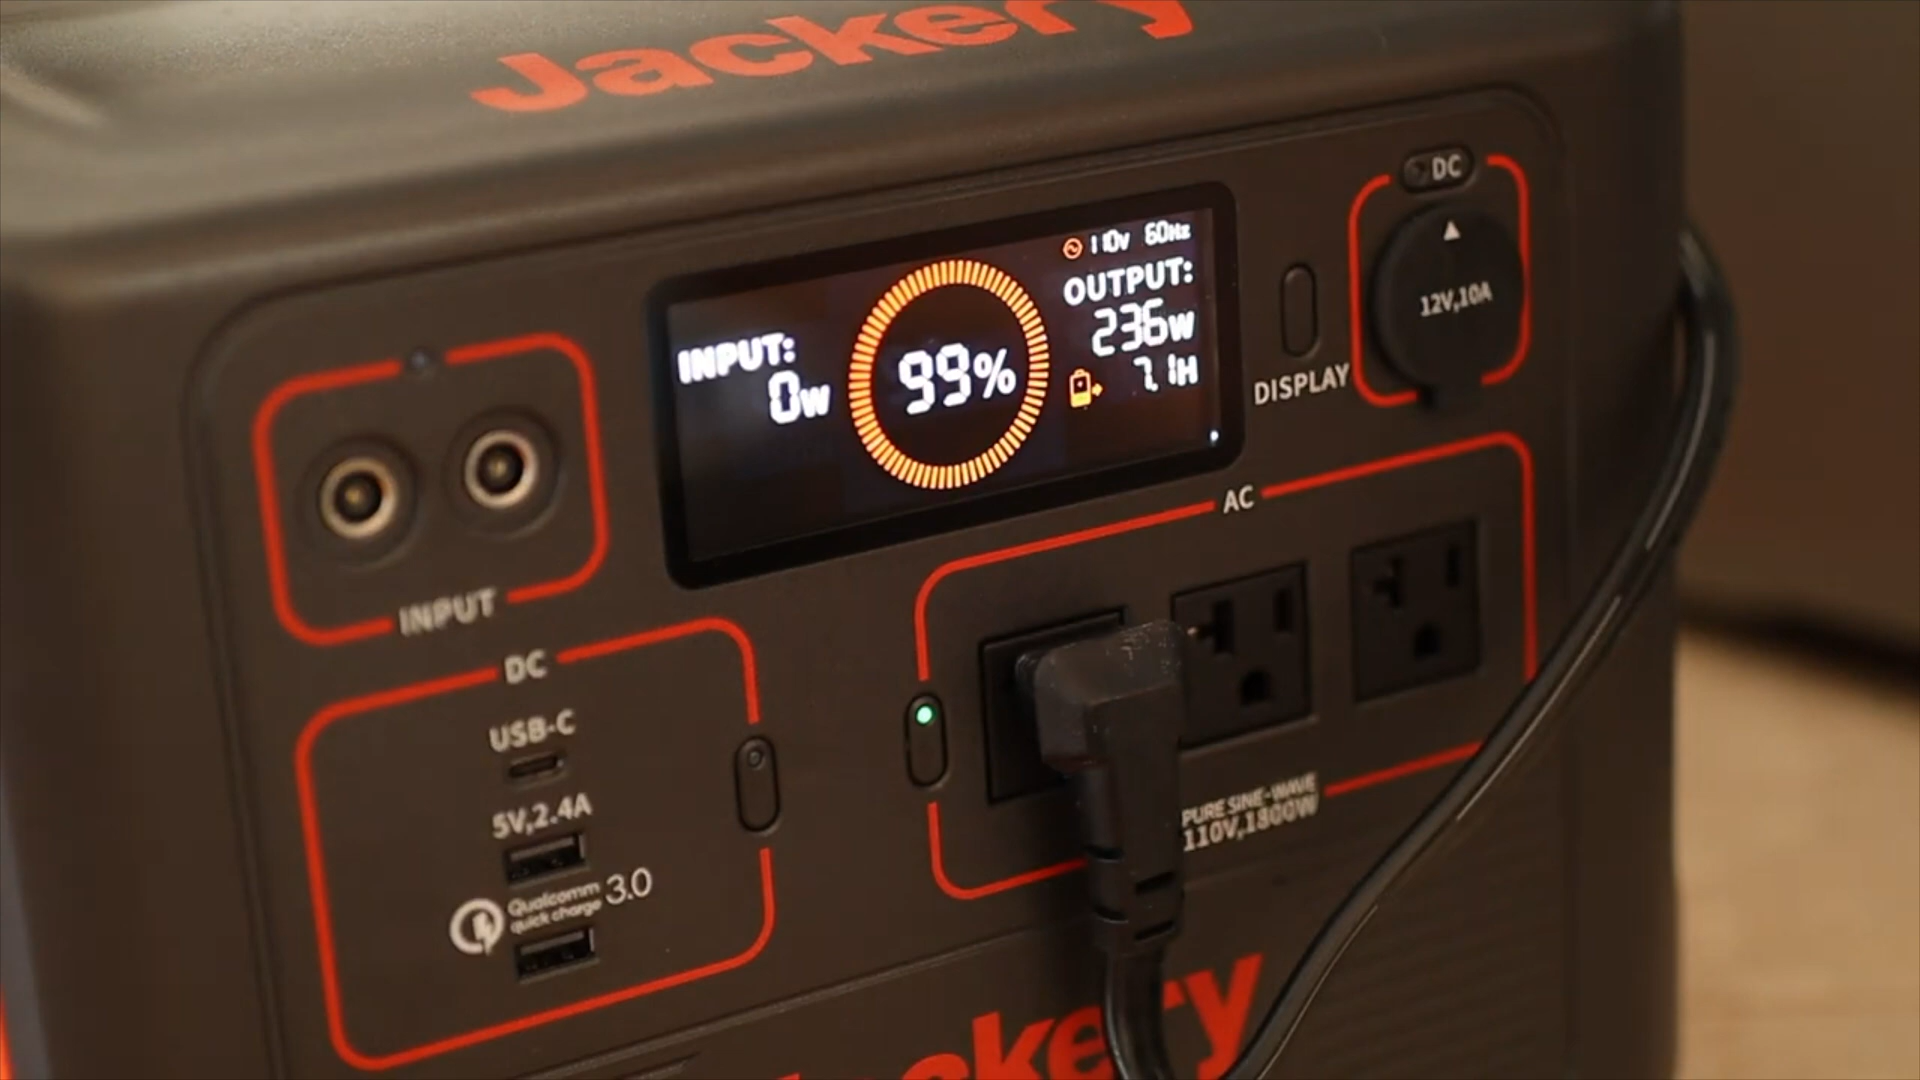 Jackery
110V 60Hz
INPUT:
0W
99%
OUTPUT:
236W
7.1H
DISPLAY
DC
12V,10A
INPUT
AC
DC
USB-C
5V,2.4A
Qualcomm
quick charge 3.0
PURE SINE-WAVE
110V,1800W
Jackery